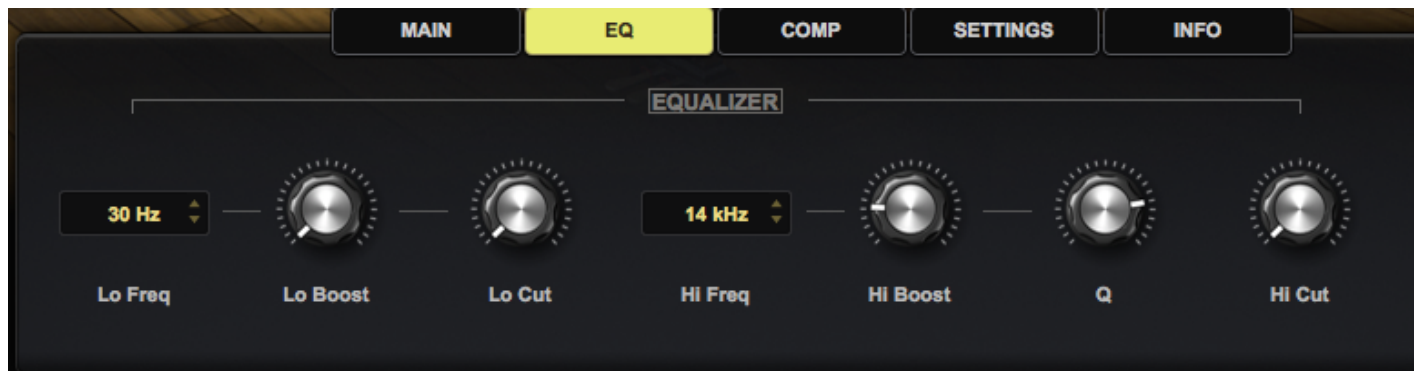 MAIN EQ COMP SETTINGS INFO
EQUALIZER
30 Hz 14 kHz
Lo Freq Lo Boost Lo Cut Hi Freq Hi Boost Q Hi Cut